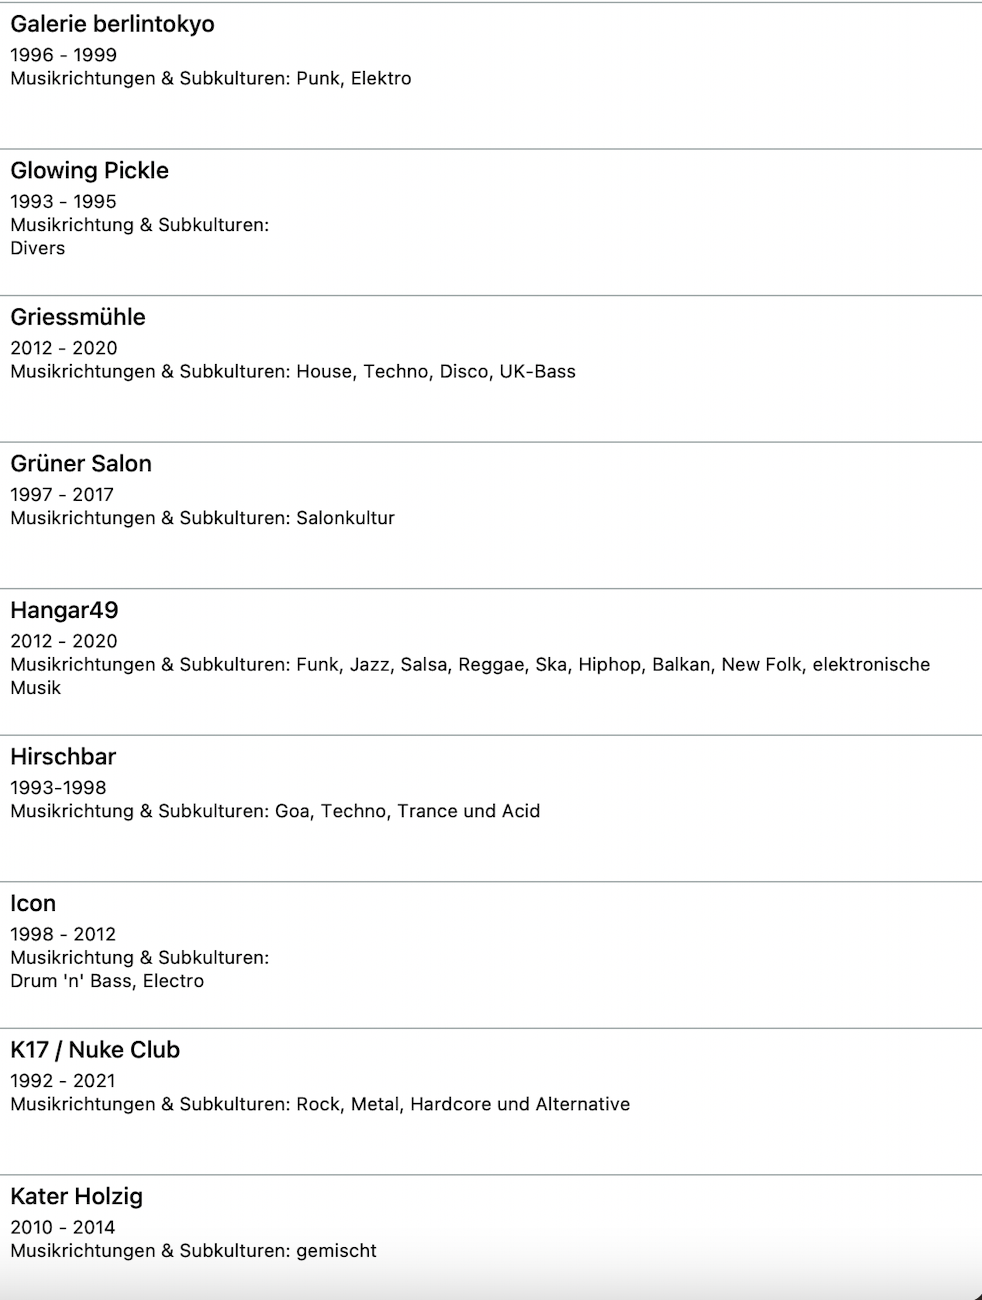 Galerie berlintokyo
1996 - 1999
Musikrichtungen & Subkulturen: Punk, Elektro
Glowing Pickle
1993 - 1995
Musikrichtung & Subkulturen:
Divers
Griessmühle
2012 - 2020
Musikrichtungen & Subkulturen: House, Techno, Disco, UK-Bass
Grüner Salon
1997 - 2017
Musikrichtungen & Subkulturen: Salonkultur
Hangar49
2012 - 2020
Musikrichtungen & Subkulturen: Funk, Jazz, Salsa, Reggae, Ska, Hiphop, Balkan, New Folk, elektronische
Musik
Hirschbar
1993-1998
Musikrichtung & Subkulturen: Goa, Techno, Trance und Acid
Icon
1998 - 2012
Musikrichtung & Subkulturen:
Drum 'n' Bass, Electro
K17 / Nuke Club
1992 - 2021
Musikrichtungen & Subkulturen: Rock, Metal, Hardcore und Alternative
Kater Holzig
2010 - 2014
Musikrichtungen & Subkulturen: gemischt